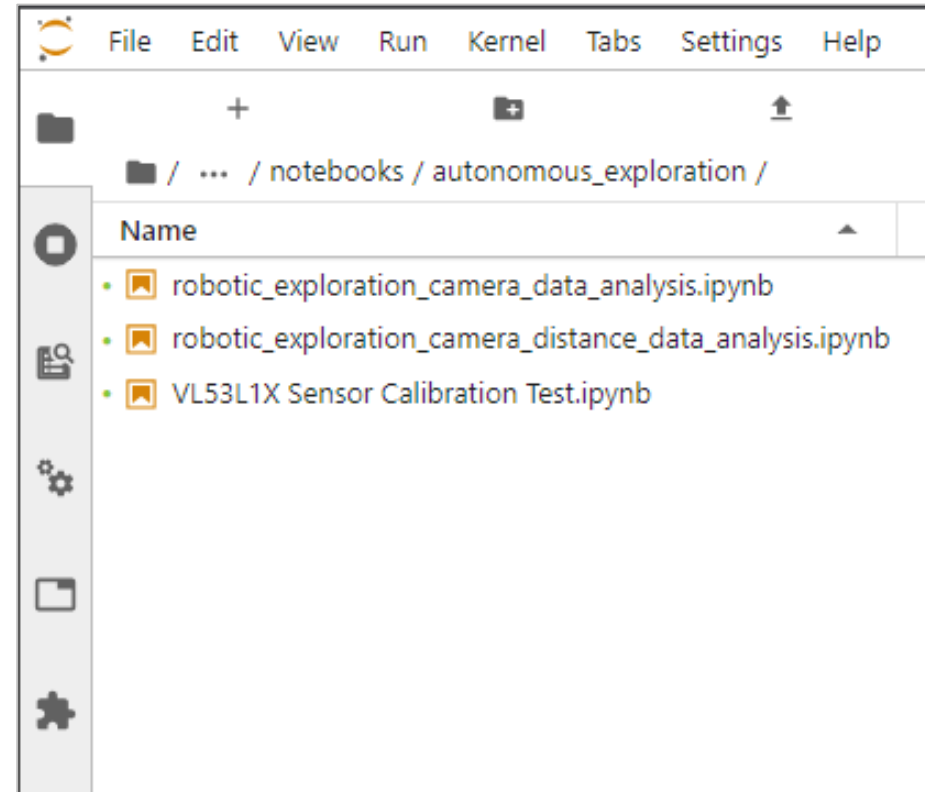 File Edit View Run Kernel Tabs Settings Help
/ ... / notebooks / autonomous_exploration /
Name
robotic_exploration_camera_data_analysis.ipynb
robotic_exploration_camera_distance_data_analysis.ipynb
VL53L1X Sensor Calibration Test.ipynb